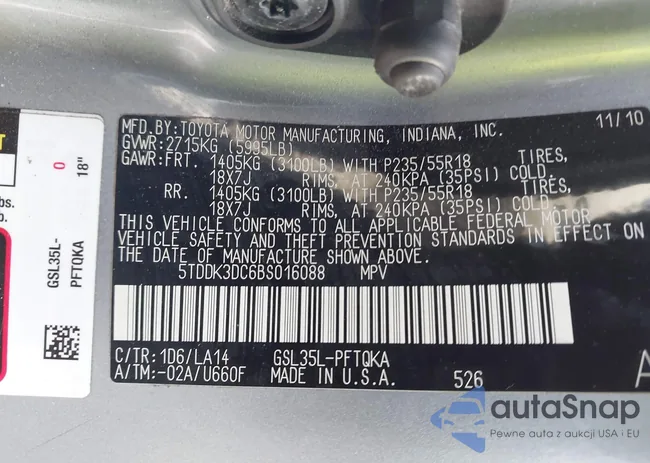 MFD.BY:TOYOTA MOTOR MANUFACTURING, INDIANA, INC. 11/10
GVWR:2715KG (5995LB)
GAWR:FRT. 1405KG (3100LB) WITH P235/55R18 TIRES,
18X7J RIMS, AT 240KPA (35PSI) COLD.
RR. 1405KG (3100LB) WITH P235/55R18 TIRES,
18X7J RIMS, AT 240KPA (35PSI) COLD.
THIS VEHICLE CONFORMS TO ALL APPLICABLE FEDERAL MOTOR
VEHICLE SAFETY AND THEFT PREVENTION STANDARDS IN EFFECT ON
THE DATE OF MANUFACTURE SHOWN ABOVE.
5TDDK3DC6BS016088 MPV
C/TR:1D6/LA14 GSL35L-PFTQKA
A/TM:-02A/U660F MADE IN U.S.A. 526
A
GSL35L-
PFTQKA
0
18"
lbs.
lb.
autaSnap
Pewne auta z aukcji USA i EU